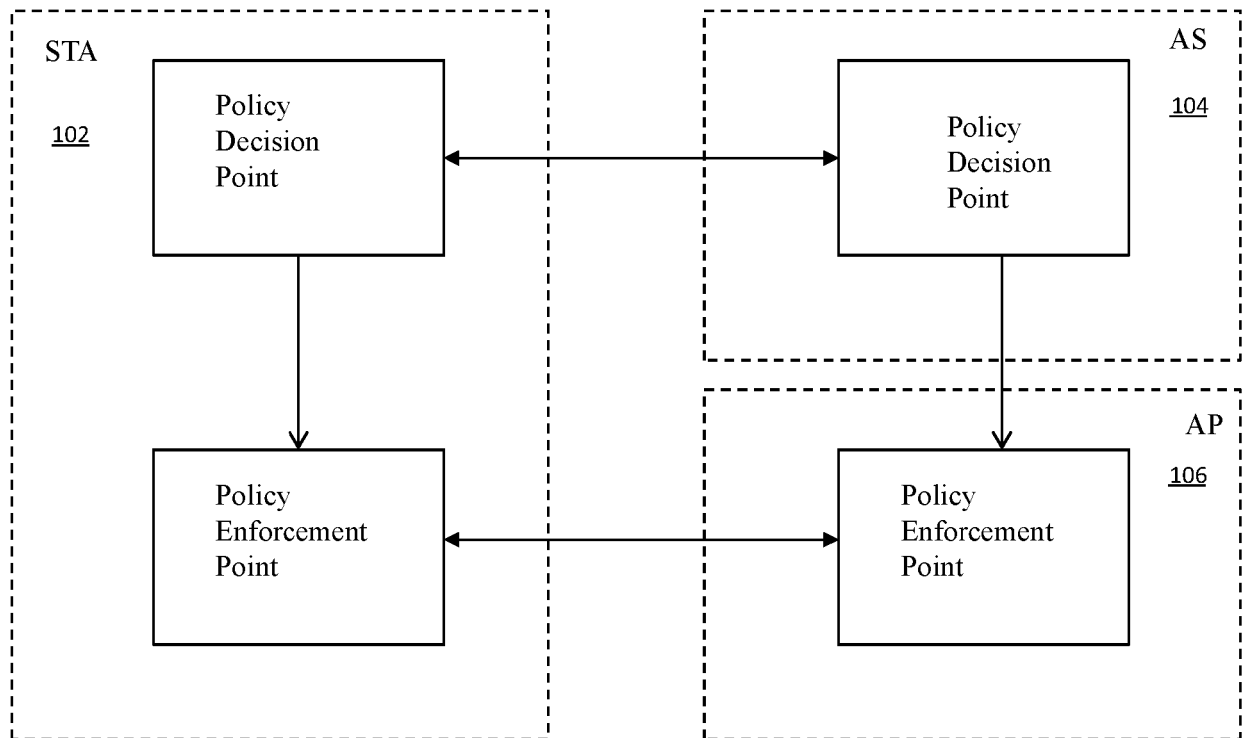 STA
102
Policy
Decision
Point
AS
104
Policy
Decision
Point
Policy
Enforcement
Point
AP
106
Policy
Enforcement
Point